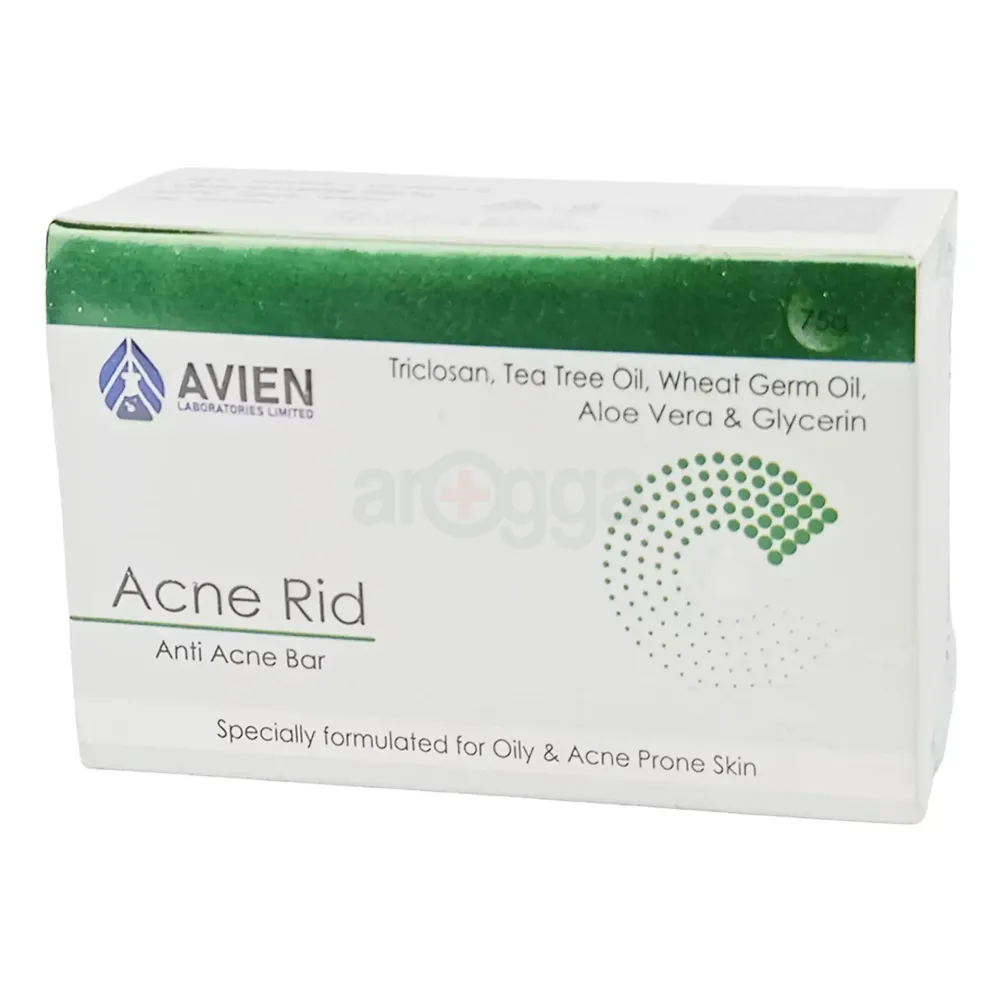 75g
AVIEN
LABORATORIES LIMITED
Triclosan, Tea Tree Oil, Wheat Germ Oil,
Aloe Vera & Glycerin
arogga
Acne Rid
Anti Acne Bar
Specially formulated for Oily & Acne Prone Skin